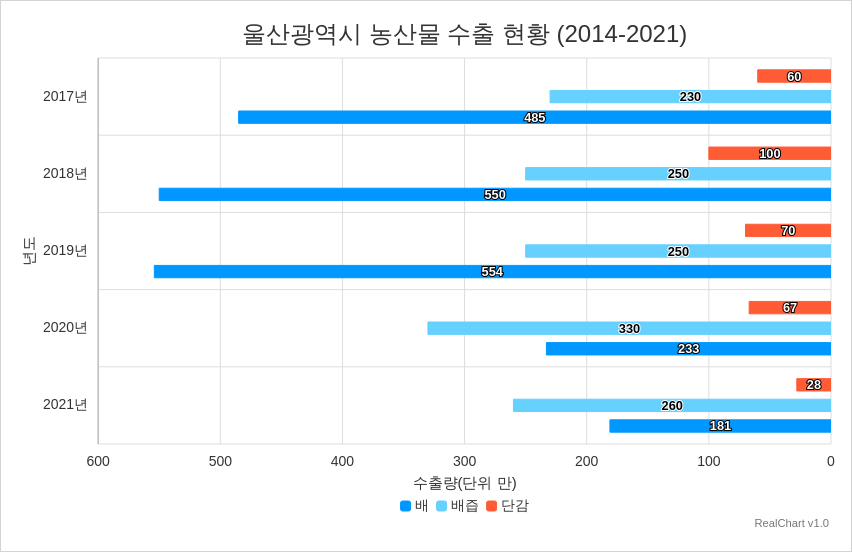 울산광역시 농산물 수출 현황 (2014-2021)
년도
2017년
60
230
485
2018년
100
250
550
2019년
70
250
554
2020년
67
330
233
2021년
28
260
181
600 500 400 300 200 100 0
수출량(단위 만)
배 배즙 단감
RealChart v1.0